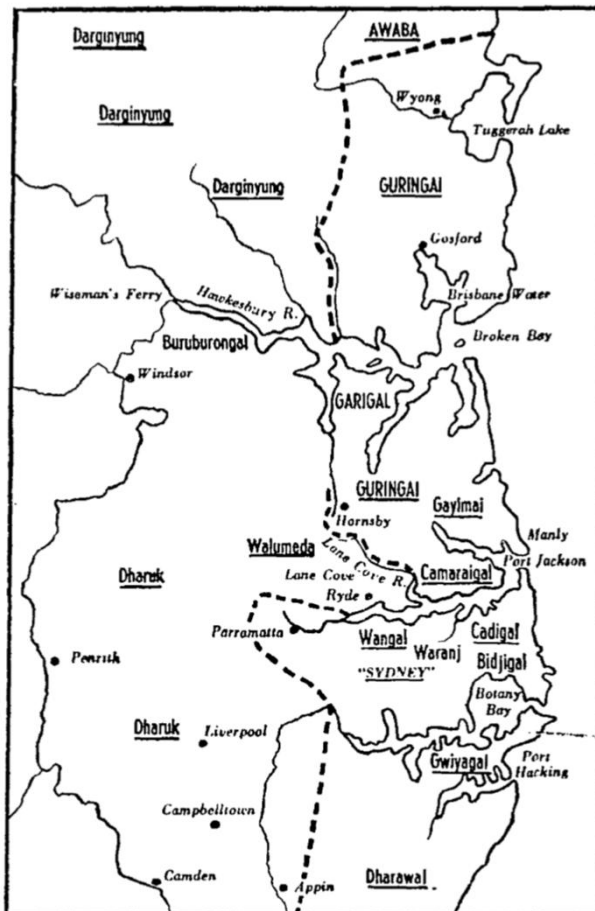 Darginyung
AWABA
Wyong
Darginyung
Tuggerah Lake
Darginyung
GURINGAI
Gosford
Wiseman's Ferry
Hawkesbury R.
Brisbane Water
Buruburongal
Broken Bay
Windsor
GARIGAL
GURINGAI
Gayimai
Hornsby
Manly
Walumeda
Lane Cove R.
Port Jackson
Dharuk
Lane Cove
Camaraigal
Ryde
Parramatta
Wangal
Cadigal
Waranj
Penrith
"SYDNEY"
Bidjigal
Botany
Bay
Dharuk
Liverpool
Gwiyagal
Port
Hacking
Campbelltown
Camden
Appin
Dharawal